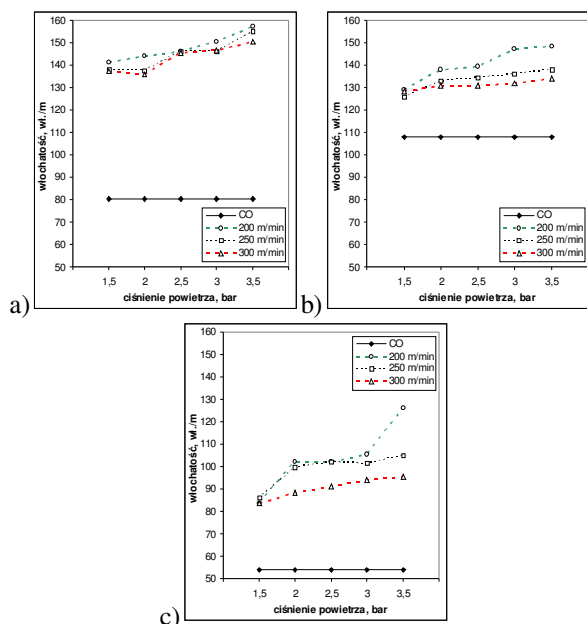 160
150
140
130
120
110
100
90
80
70
60
50
włochatość, wł./m
CO
200 m/min
250 m/min
300 m/min
1,5 2 2,5 3 3,5
ciśnienie powietrza, bar
a)
160
150
140
130
120
110
100
90
80
70
60
50
włochatość, wł./m
CO
200 m/min
250 m/min
300 m/min
1,5 2 2,5 3 3,5
ciśnienie powietrza, bar
b)
160
150
140
130
120
110
100
90
80
70
60
50
włochatość, wł./m
CO
200 m/min
250 m/min
300 m/min
1,5 2 2,5 3 3,5
ciśnienie powietrza, bar
c)